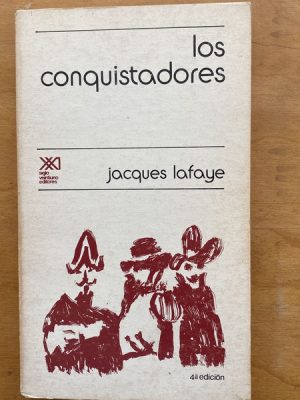 los
conquistadores
siglo
veintiuno
editores
jacques lafaye
4ª edición